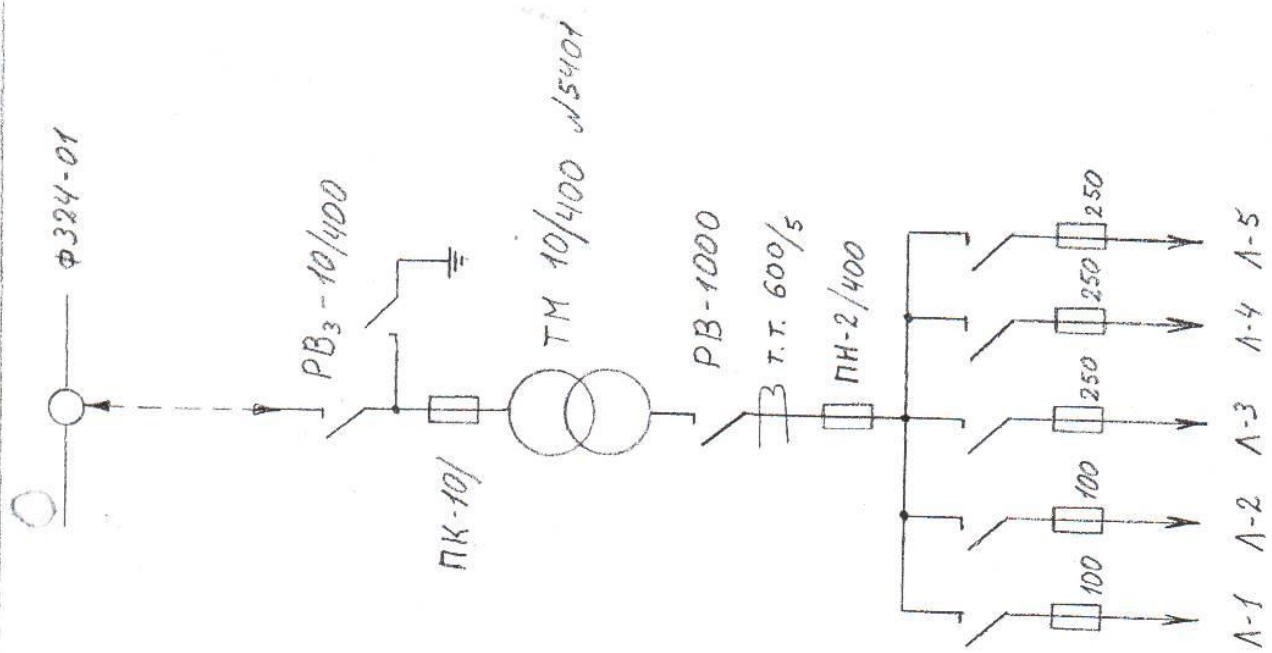 ф324-01
РВз-10/400
ПК-10/
ТМ 10/400 №5401
РВ-1000
т.т. 600/5
ПН-2/400
100
100
250
250
250
Л-1
Л-2
Л-3
Л-4
Л-5